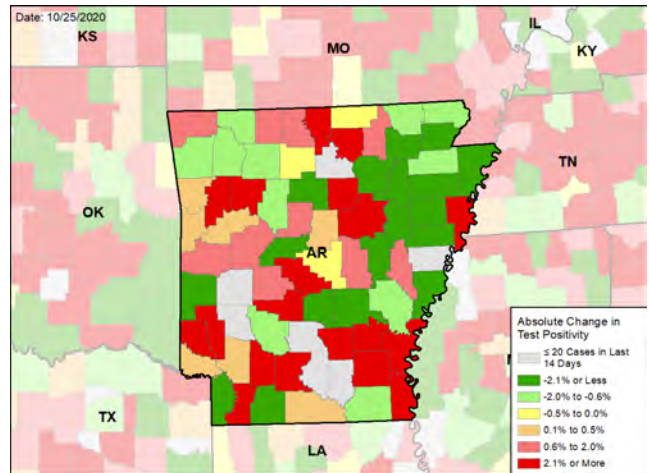 Date: 10/25/2020
KS
MO
IL
KY
OK
TN
AR
TX
LA
Absolute Change in
Test Positivity
≤ 20 Cases in Last
14 Days
-2.1% or Less
-2.0% to -0.6%
-0.5% to 0.0%
0.1% to 0.5%
0.6% to 2.0%
2.1% or More